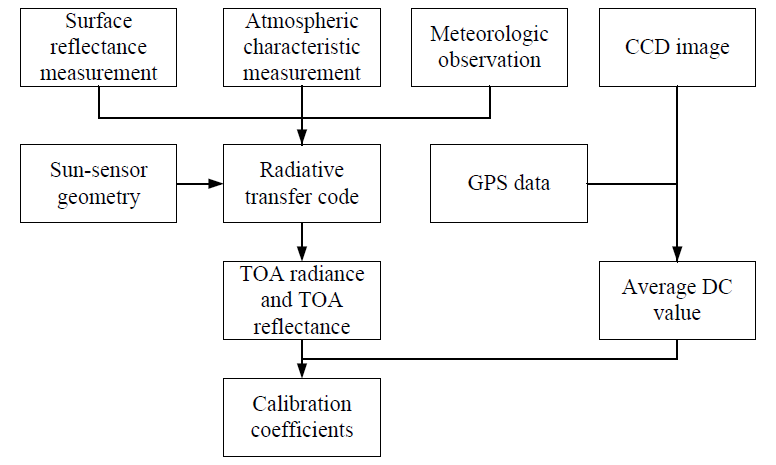 Surface
reflectance
measurement
Atmospheric
characteristic
measurement
Meteorologic
observation
CCD image
Sun-sensor
geometry
Radiative
transfer code
GPS data
TOA radiance
and TOA
reflectance
Average DC
value
Calibration
coefficients